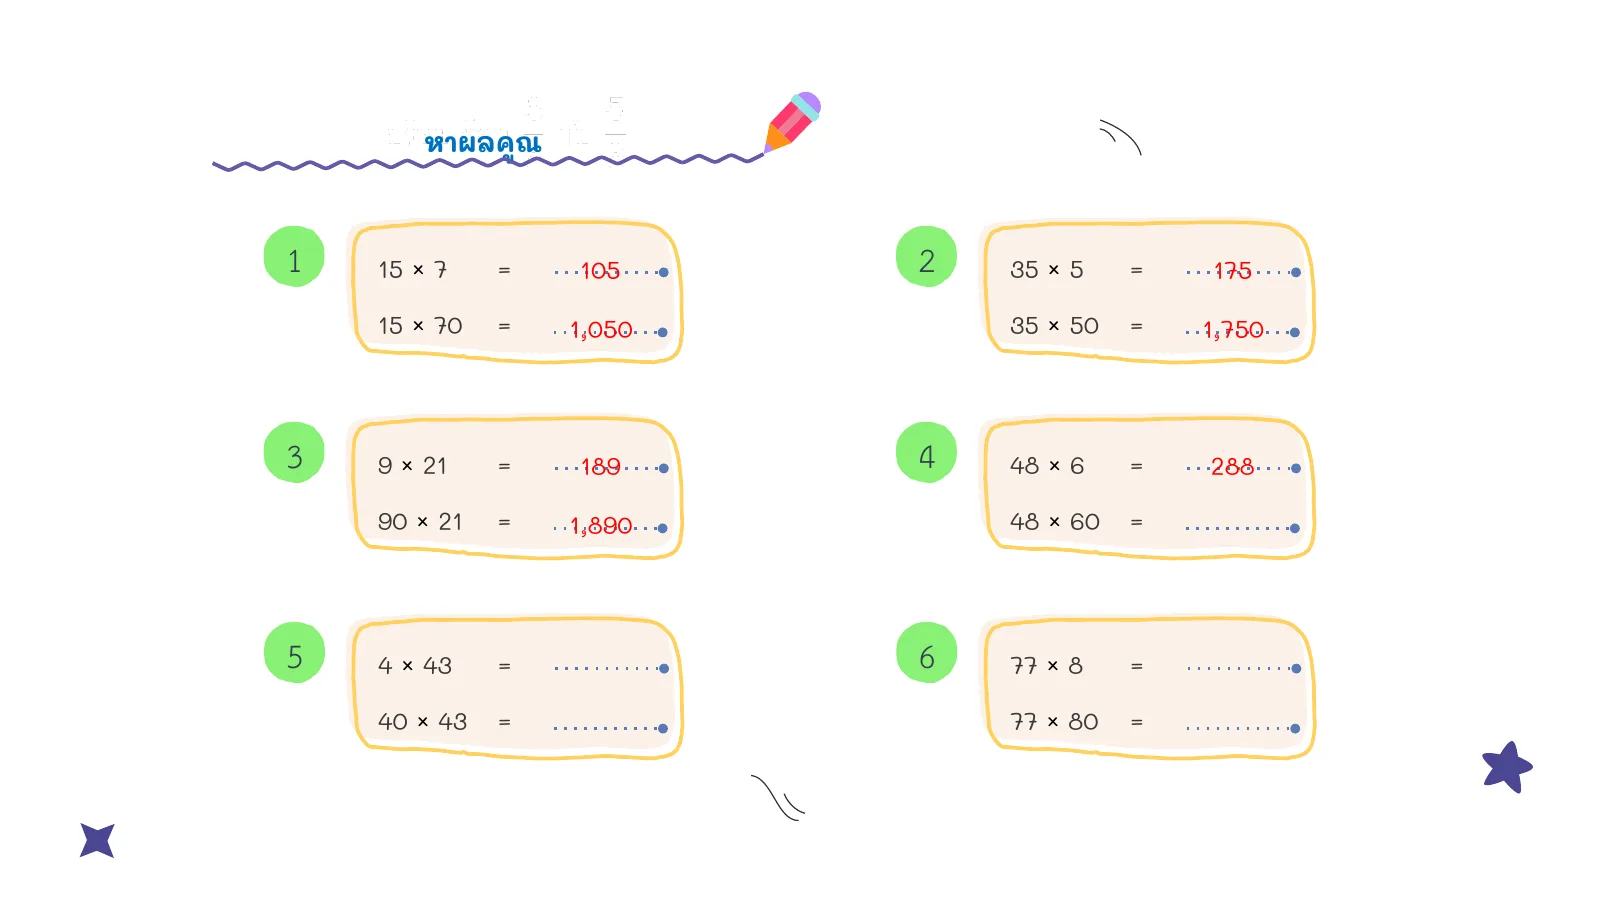 หาผลคูณ
1
15 × 7 = 105
15 × 70 = 1,050
2
35 × 5 = 175
35 × 50 = 1,750
3
9 × 21 = 189
90 × 21 = 1,890
4
48 × 6 = 288
48 × 60 =
5
4 × 43 =
40 × 43 =
6
77 × 8 =
77 × 80 =